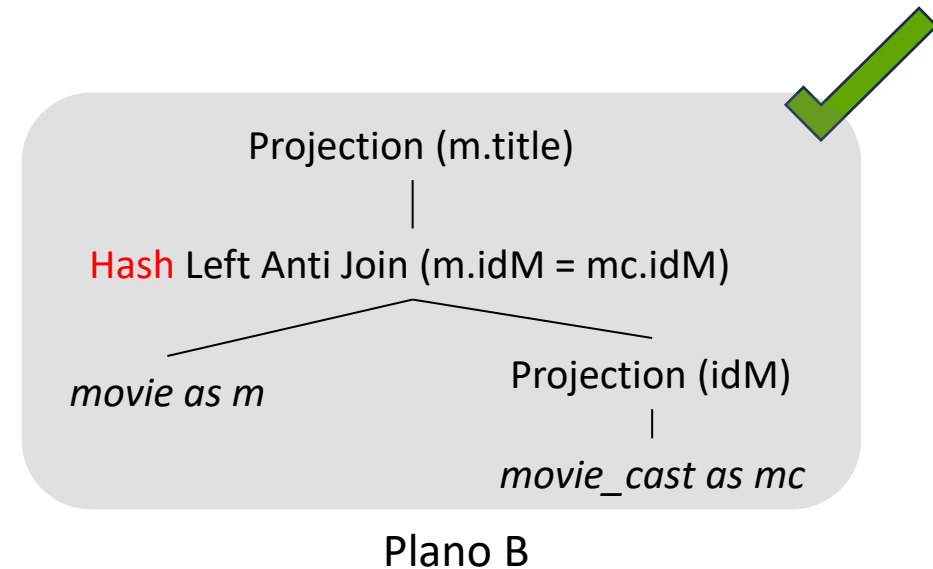 Projection (m.title)
Hash Left Anti Join (m.idM = mc.idM)
movie as m
Projection (idM)
movie_cast as mc
Plano B